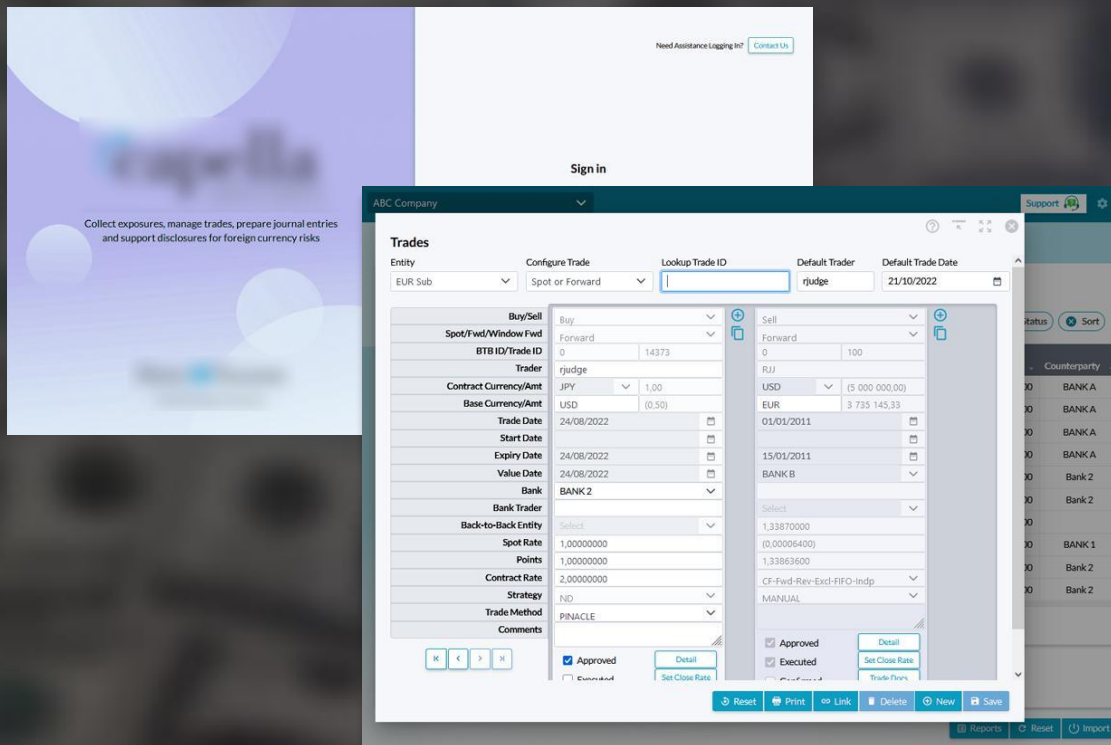 Need Assistance Logging In? Contact Us
Sign in
Collect exposures, manage trades, prepare journal entries
and support disclosures for foreign currency risks
ABC Company
Support
Trades
Entity Configure Trade Lookup Trade ID Default Trader Default Trade Date
EUR Sub Spot or Forward rjudge 21/10/2022
Buy/Sell Buy Sell
Spot/Fwd/Window Fwd Forward Forward
BTB ID/Trade ID 0 14373 0 100
Trader rjudge RJJ
Contract Currency/Amt JPY 1,00 USD (5 000 000,00)
Base Currency/Amt USD (0,50) EUR 3 735 145,33
Trade Date 24/08/2022 01/01/2011
Start Date
Expiry Date 24/08/2022 15/01/2011
Value Date 24/08/2022 BANK B
Bank BANK 2
Bank Trader Select
Back-to-Back Entity Select 1,33870000
Spot Rate 1,00000000 (0,00006400)
Points 1,00000000 1,33863600
Contract Rate 2,00000000 CF-Fwd-Rev-Excl-FIFO-Indp
Strategy ND MANUAL
Trade Method PINACLE
Comments
Approved Detail Approved Detail
Executed Set Close Rate Executed Set Close Rate
Confirmed Trade Docs
Reset Print Link Delete New Save
Status Sort
Counterparty
00 BANK A
00 BANK A
00 BANK A
00 BANK A
00 Bank 2
00 Bank 2
00
00 BANK 1
00 Bank 2
00 Bank 2
Reports Reset Import